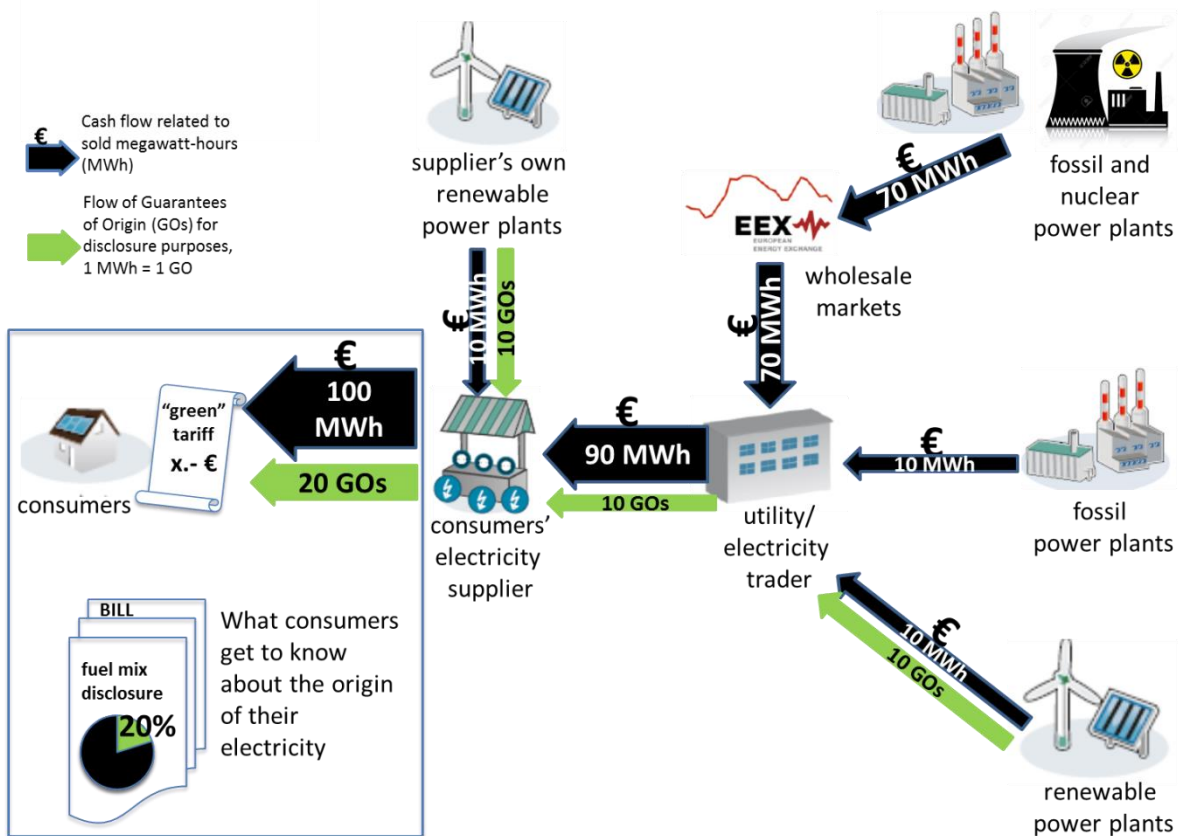 €
Cash flow related to
sold megawatt-hours
(MWh)
Flow of Guarantees
of Origin (GOs) for
disclosure purposes,
1 MWh = 1 GO
supplier's own
renewable
power plants
€
10 MWh
10 GOs
fossil and
nuclear
power plants
€
70 MWh
EEX
EUROPEAN
ENERGY EXCHANGE
wholesale
markets
€
70 MWh
€
10 MWh
fossil
power plants
€
10 MWh
10 GOs
renewable
power plants
utility/
electricity
trader
€
90 MWh
10 GOs
consumers'
electricity
supplier
€
100
MWh
20 GOs
“green”
tariff
x.- €
consumers
BILL
fuel mix
disclosure
20%
What consumers
get to know
about the origin
of their
electricity